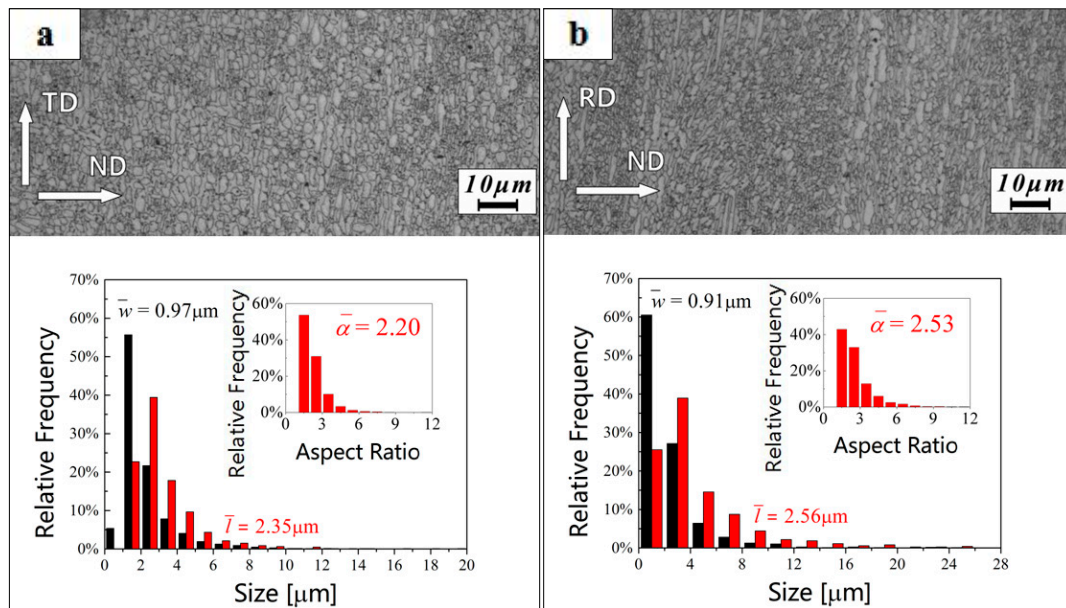 a
TD
ND
10μm
b
RD
ND
10μm
70%
60%
50%
40%
30%
20%
10%
0%
Relative Frequency
w̅ = 0.97μm
l̅ = 2.35μm
0 2 4 6 8 10 12 14 16 18 20
Size [μm]
60%
40%
20%
0%
Relative Frequency
α̅ = 2.20
0 3 6 9 12
Aspect Ratio
70%
60%
50%
40%
30%
20%
10%
0%
Relative Frequency
w̅ = 0.91μm
l̅ = 2.56μm
0 4 8 12 16 20 24 28
Size [μm]
60%
40%
20%
0%
Relative Frequency
α̅ = 2.53
0 3 6 9 12
Aspect Ratio